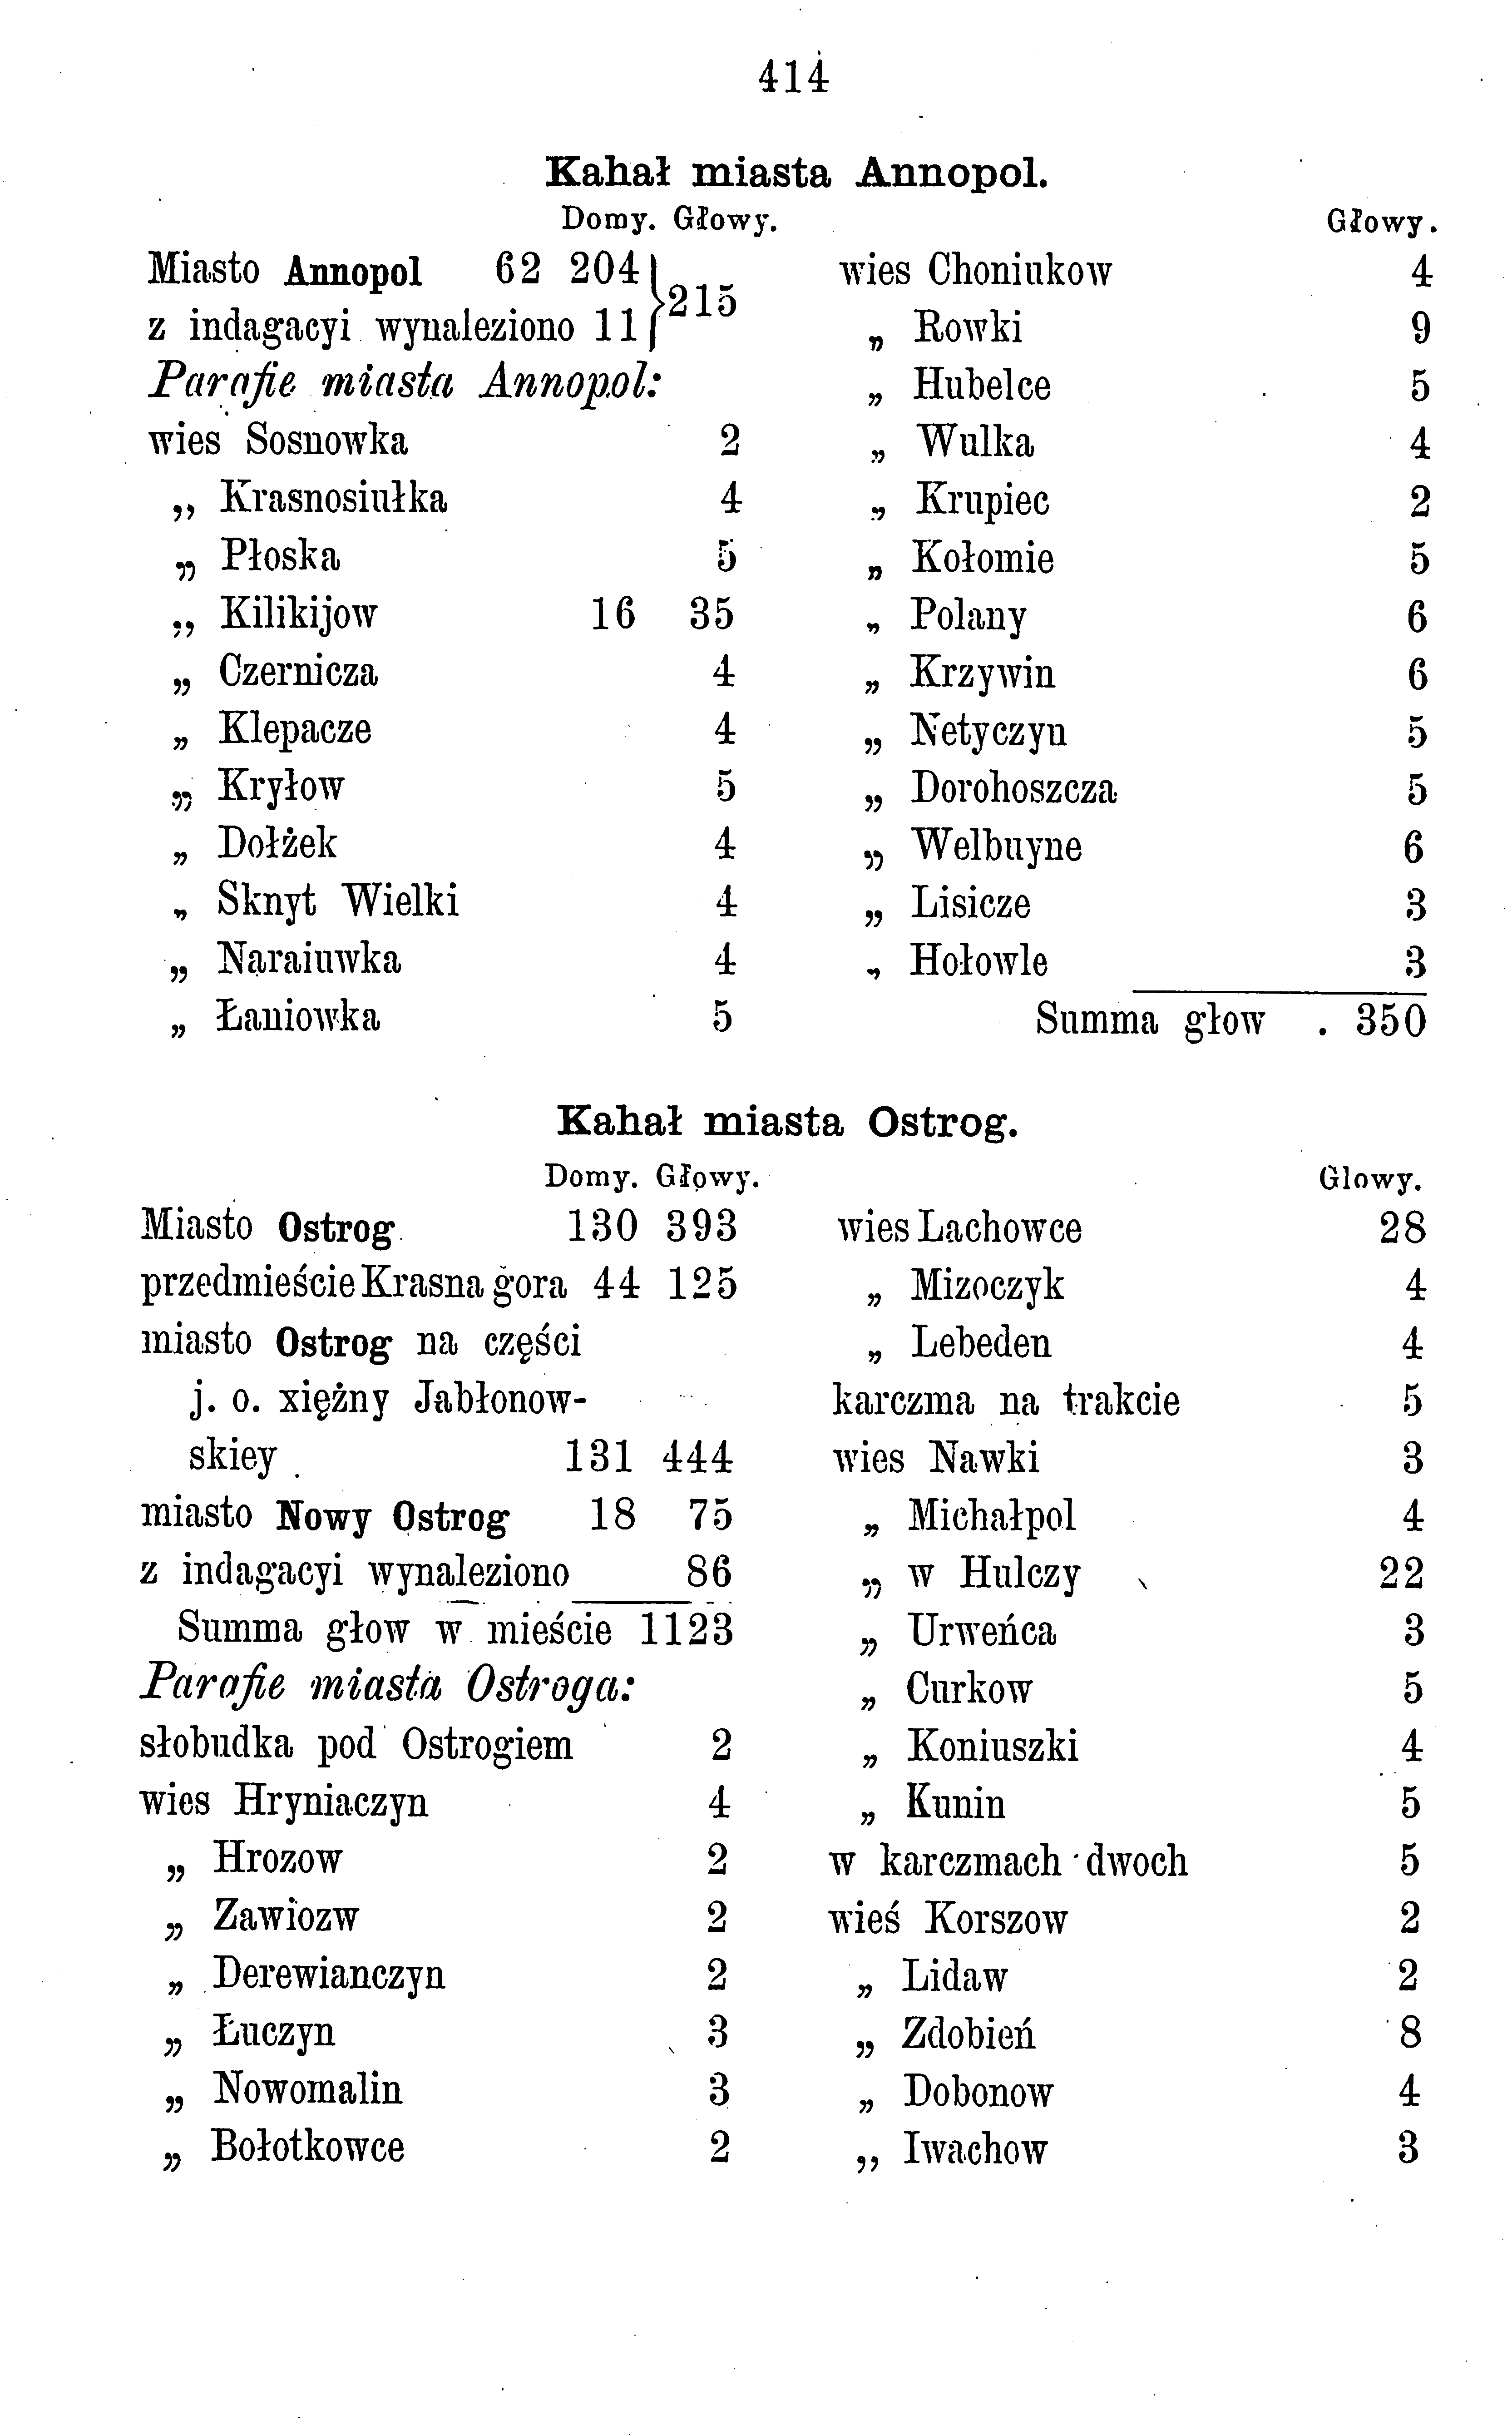 414
Kahał miasta Annopol.
Domy. Głowy.
Miasto Annopol 62 204
z indagacyi wynaleziono 11 } 215
Parafie miasta Annopol:
wies Sosnowka 2
„ Krasnosiułka 4
„ Płoska 5
„ Kilikijow 16 35
„ Czernicza 4
„ Klepacze 4
„ Kryłow 5
„ Dołżek 4
„ Sknyt Wielki 4
„ Naraiuwka 4
„ Łaniowka 5
Głowy.
wies Choniukow 4
„ Rowki 9
„ Hubelce 5
„ Wulka 4
„ Krupiec 2
„ Kołomie 5
„ Polany 6
„ Krzywin 6
„ Netyczyn 5
„ Dorohoszcza 5
„ Welbuyne 6
„ Lisicze 3
„ Hołowle 3
Summa głow . 350
Kahał miasta Ostrog.
Domy. Głowy.
Miasto Ostrog 130 393
przedmieście Krasna gora 44 125
miasto Ostrog na części
j. o. xiężny Jabłonow-
skiey 131 444
miasto Nowy Ostrog 18 75
z indagacyi wynaleziono 86
Summa głow w mieście 1123
Parafie miasta Ostroga:
słobudka pod Ostrogiem 2
wies Hryniaczyn 4
„ Hrozow 2
„ Zawiozw 2
„ Derewianczyn 2
„ Łuczyn 3
„ Nowomalin 3
„ Bołotkowce 2
Glowy.
wies Lachowce 28
„ Mizoczyk 4
„ Lebeden 4
karczma na trakcie 5
wies Nawki 3
„ Michałpol 4
„ w Hulczy 22
„ Urweńca 3
„ Curkow 5
„ Koniuszki 4
„ Kunin 5
w karczmach dwoch 5
wieś Korszow 2
„ Lidaw 2
„ Zdobień 8
„ Dobonow 4
„ Iwachow 3